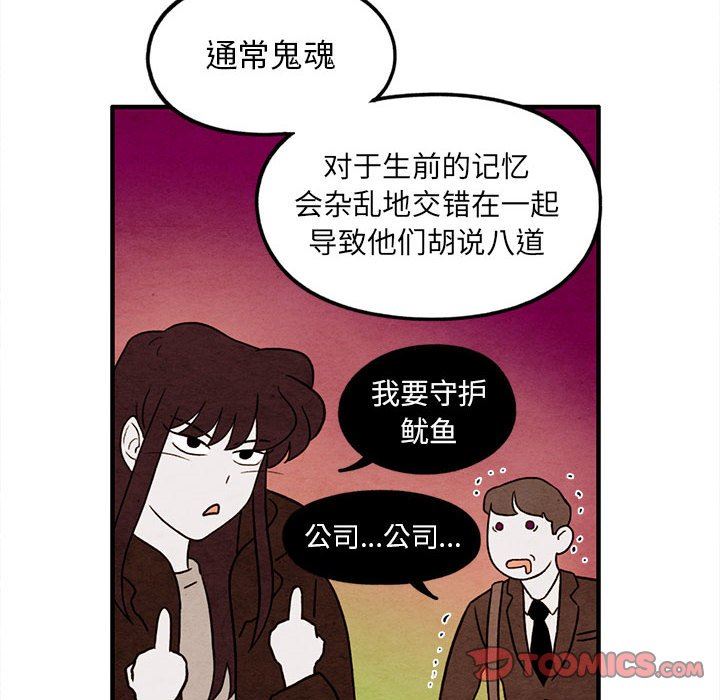 通常鬼魂
对于生前的记忆
会杂乱地交错在一起
导致他们胡说八道
我要守护
鱿鱼
公司...公司...
TOOMICS.COM